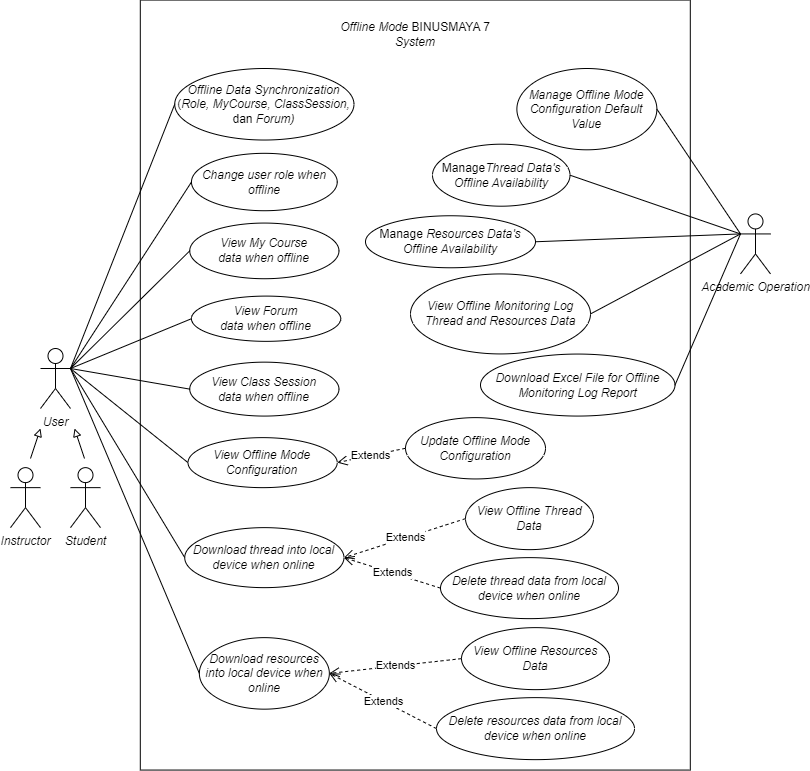 Offline Mode BINUSMAYA 7
System
Offline Data Synchronization
(Role, MyCourse, ClassSession,
dan Forum)
Manage Offline Mode
Configuration Default
Value
Change user role when
offline
ManageThread Data's
Offline Availability
View My Course
data when offline
Manage Resources Data's
Offline Availability
Academic Operation
View Forum
data when offline
View Offline Monitoring Log
Thread and Resources Data
View Class Session
data when offline
Download Excel File for Offline
Monitoring Log Report
User
View Offline Mode
Configuration
Extends
Update Offline Mode
Configuration
Instructor
Student
Download thread into local
device when online
Extends
View Offline Thread
Data
Extends
Delete thread data from local
device when online
Download resources
into local device when
online
Extends
View Offline Resources
Data
Extends
Delete resources data from local
device when online